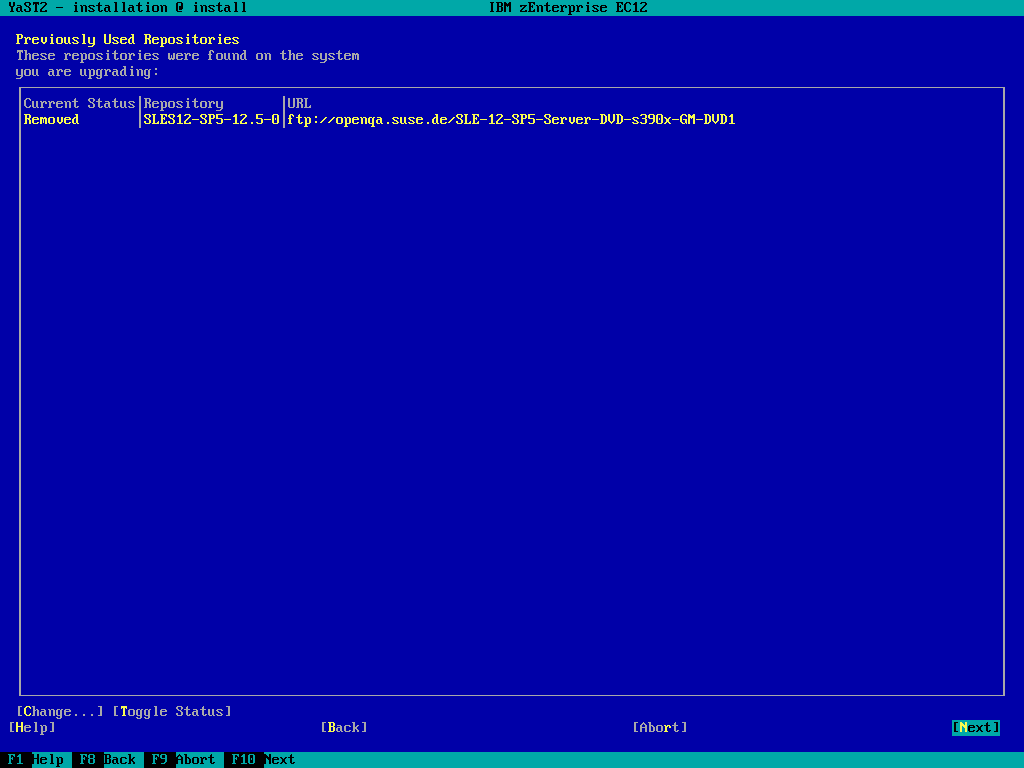 YaST2 - installation @ install IBM zEnterprise EC12
Previously Used Repositories
These repositories were found on the system
you are upgrading:
Current Status|Repository |URL
Removed |SLES12-SP5-12.5-0|ftp://openqa.suse.de/SLE-12-SP5-Server-DVD-s390x-GM-DVD1
[Change...] [Toggle Status]
[Help] [Back] [Abort] [Next]
F1 Help F8 Back F9 Abort F10 Next